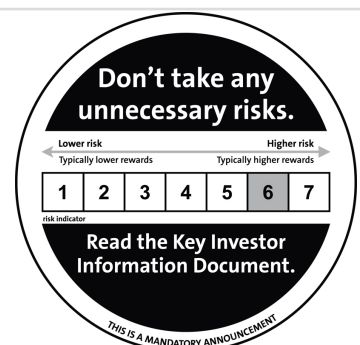 Don't take any
unnecessary risks.
Lower risk Higher risk
Typically lower rewards Typically higher rewards
1 2 3 4 5 6 7
risk indicator
Read the Key Investor
Information Document.
THIS IS A MANDATORY ANNOUNCEMENT